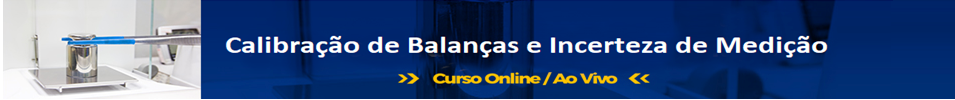 Calibração de Balanças e Incerteza de Medição
>> Curso Online / Ao Vivo <<